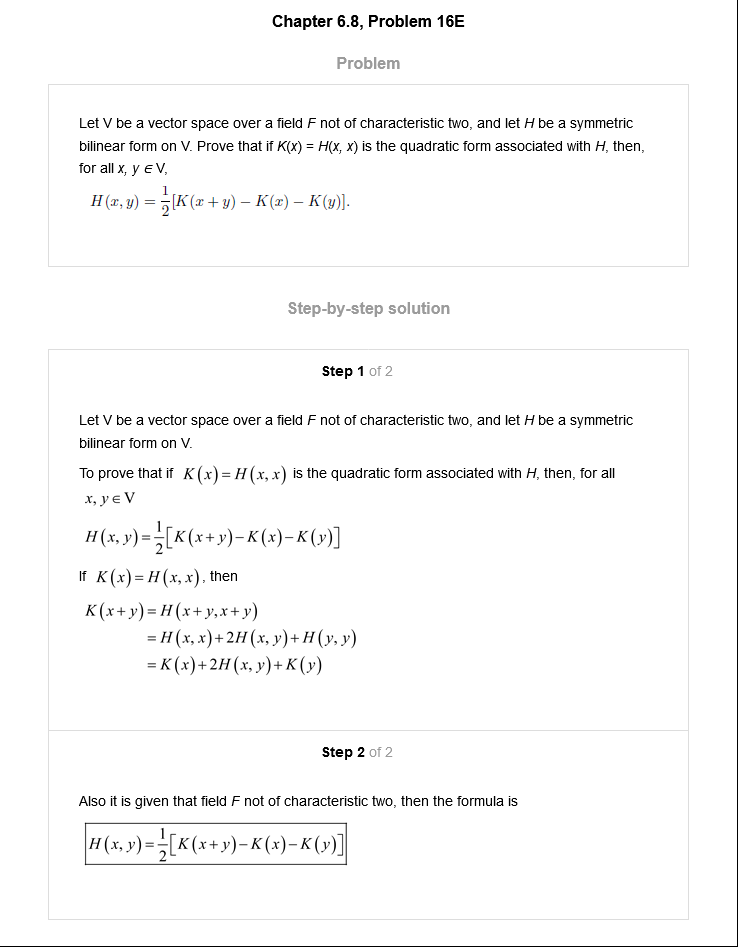 Chapter 6.8, Problem 16E
Problem
Let V be a vector space over a field F not of characteristic two, and let H be a symmetric
bilinear form on V. Prove that if K(x) = H(x, x) is the quadratic form associated with H, then,
for all x, y ∈ V,
H(x, y) = 1/2[K(x + y) − K(x) − K(y)].
Step-by-step solution
Step 1 of 2
Let V be a vector space over a field F not of characteristic two, and let H be a symmetric
bilinear form on V.
To prove that if K(x)=H(x,x) is the quadratic form associated with H, then, for all
x, y∈V
H(x, y)=1/2[K(x+y)−K(x)−K(y)]
If K(x)=H(x,x), then
K(x+y)=H(x+y,x+y)
=H(x,x)+2H(x,y)+H(y,y)
=K(x)+2H(x,y)+K(y)
Step 2 of 2
Also it is given that field F not of characteristic two, then the formula is
H(x, y)=1/2[K(x+y)−K(x)−K(y)]